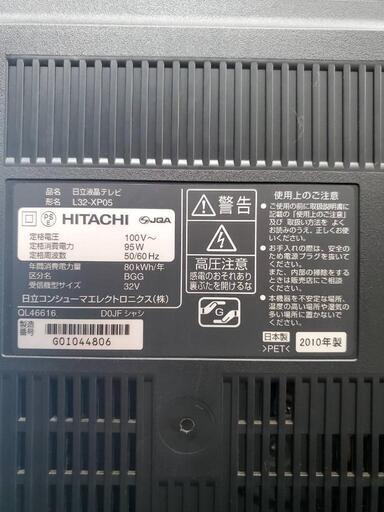 品名 日立液晶テレビ
形名 L32-XP05
PS E HITACHI JQA
定格電圧 100V～
定格消費電力 95W
定格周波数 50/60Hz
年間消費電力量 80kWh/年
区分名 BGG
受信機型サイズ 32V
日立コンシューマエレクトロニクス(株)
QL46616 D0JFシャシ
製造番号 G01044806
警告
高圧注意
感電のおそれあり
裏ぶたを開けるな
G
使用上のご注意
●ご使用の前に取扱説明書に
記載の「使用上のご注意」
及び 取扱い方法 をよく
お読みのうえ、正しくお使
いください。
●お手入れの際は、安全のた
め電源プラグを抜いてくだ
さい。
また、内部の掃除をすると
きには販売店にご相談くだ
さい。
●本機器を不安定な場所、
温度の高い場所や湿気の
多い場所に置かないでく
ださい。
日本製
>PET<
2010年製